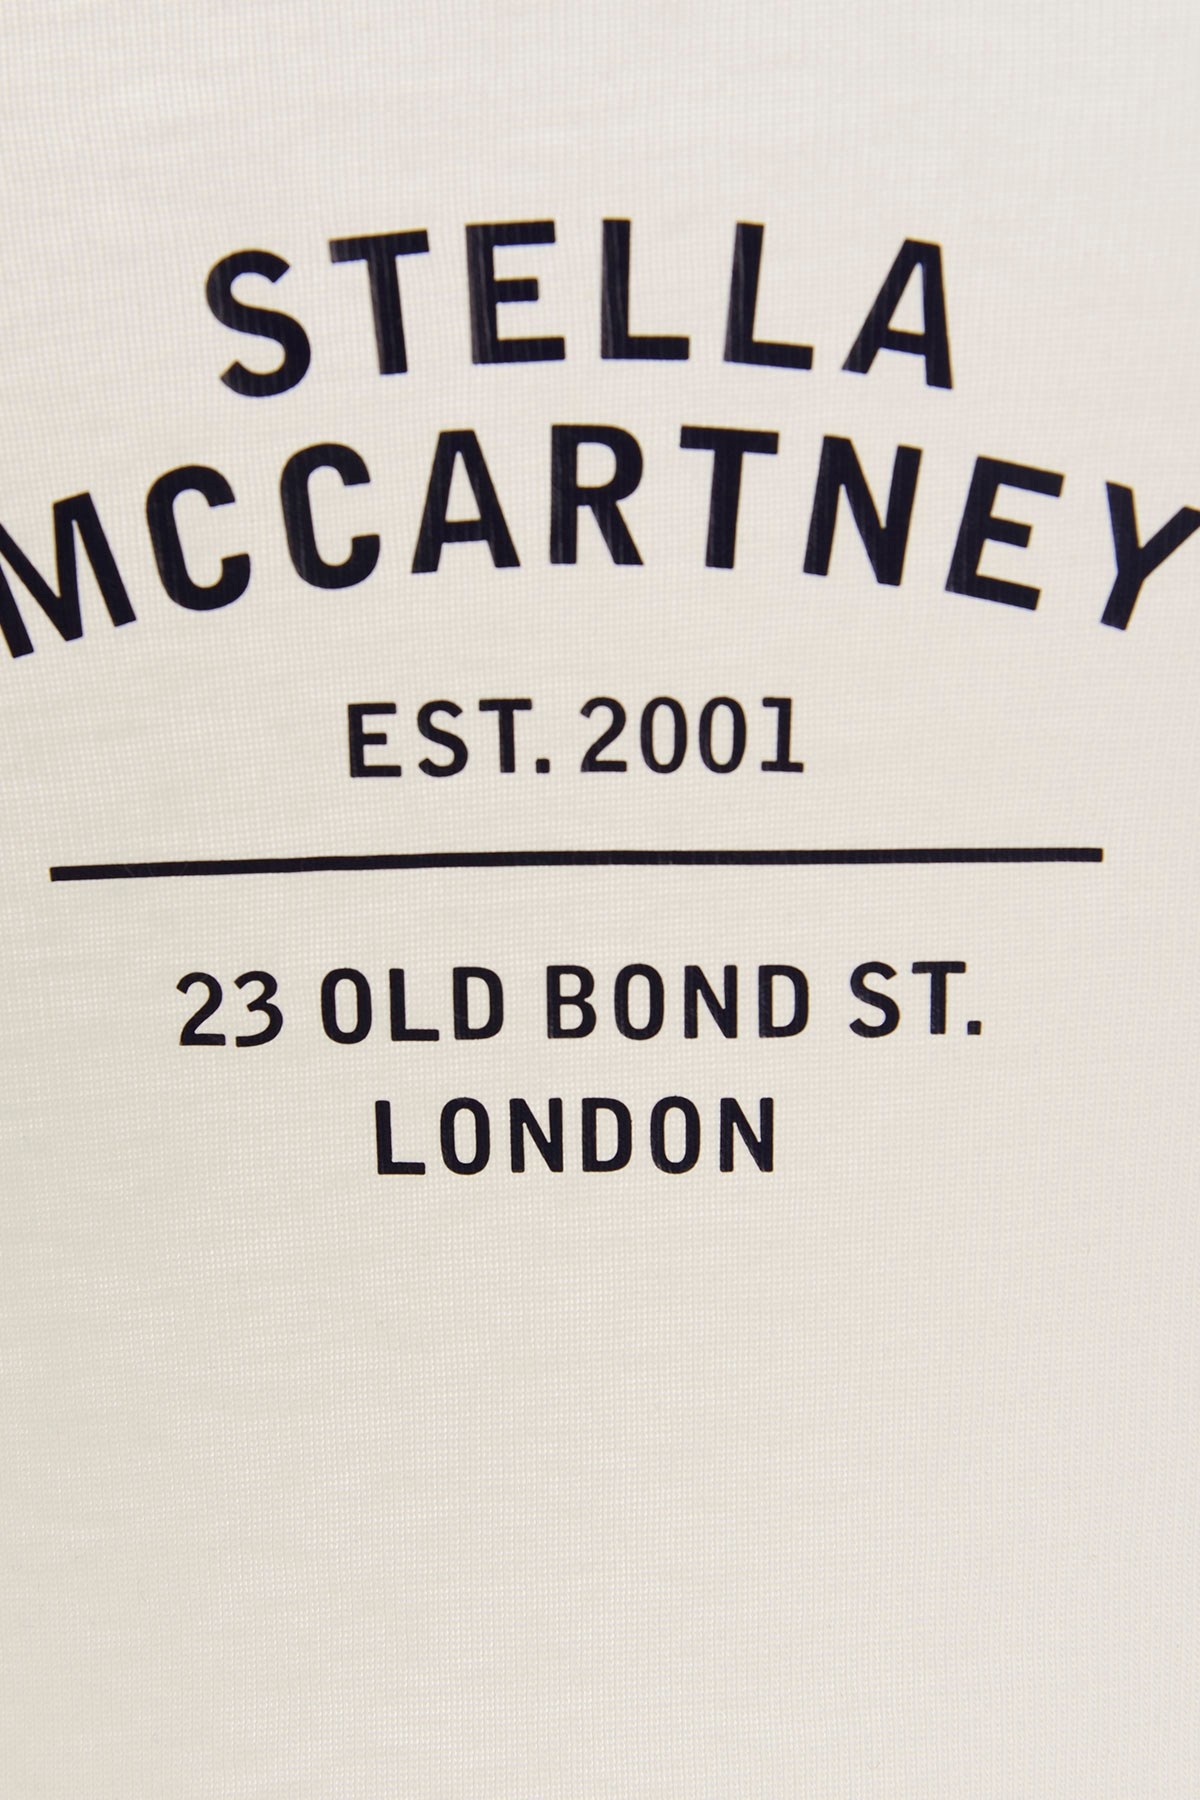 STELLA
MCCARTNEY
EST. 2001
23 OLD BOND ST.
LONDON